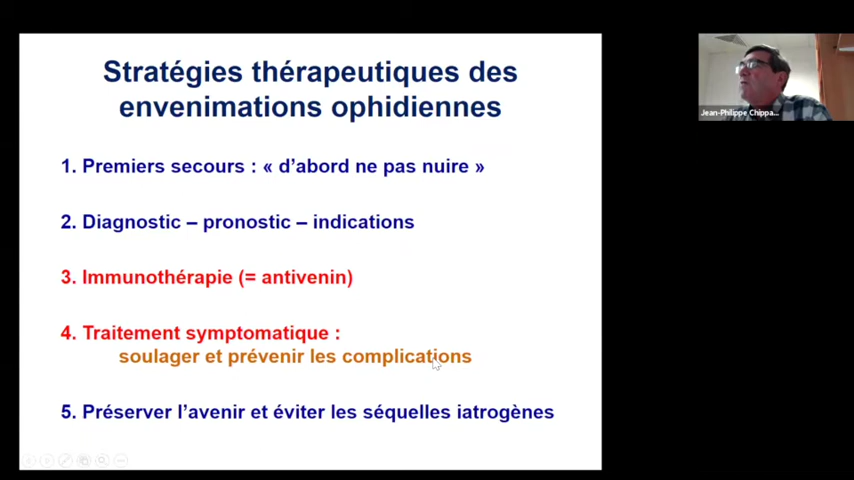 Stratégies thérapeutiques des
envenimations ophidiennes
1. Premiers secours : « d’abord ne pas nuire »
2. Diagnostic – pronostic – indications
3. Immunothérapie (= antivenin)
4. Traitement symptomatique :
soulager et prévenir les complications
5. Préserver l’avenir et éviter les séquelles iatrogènes
Jean-Philippe Chippa...